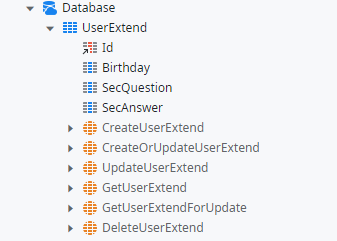 Database
UserExtend
Id
Birthday
SecQuestion
SecAnswer
CreateUserExtend
CreateOrUpdateUserExtend
UpdateUserExtend
GetUserExtend
GetUserExtendForUpdate
DeleteUserExtend